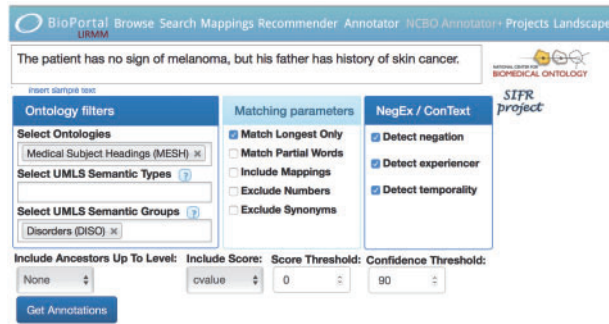 BioPortal Browse Search Mappings Recommender Annotator NCBO Annotator+ Projects Landscape
LIRMM
The patient has no sign of melanoma, but his father has history of skin cancer.
NATIONAL CENTER FOR
BIOMEDICAL ONTOLOGY
insert sample text
SIFR
project
Ontology filters
Select Ontologies
Medical Subject Headings (MESH) ×
Select UMLS Semantic Types ?
Select UMLS Semantic Groups ?
Disorders (DISO) ×
Matching parameters
Match Longest Only
Match Partial Words
Include Mappings
Exclude Numbers
Exclude Synonyms
NegEx / ConText
Detect negation
Detect experiencer
Detect temporality
Include Ancestors Up To Level: Include Score: Score Threshold: Confidence Threshold:
None cvalue 0 90
Get Annotations